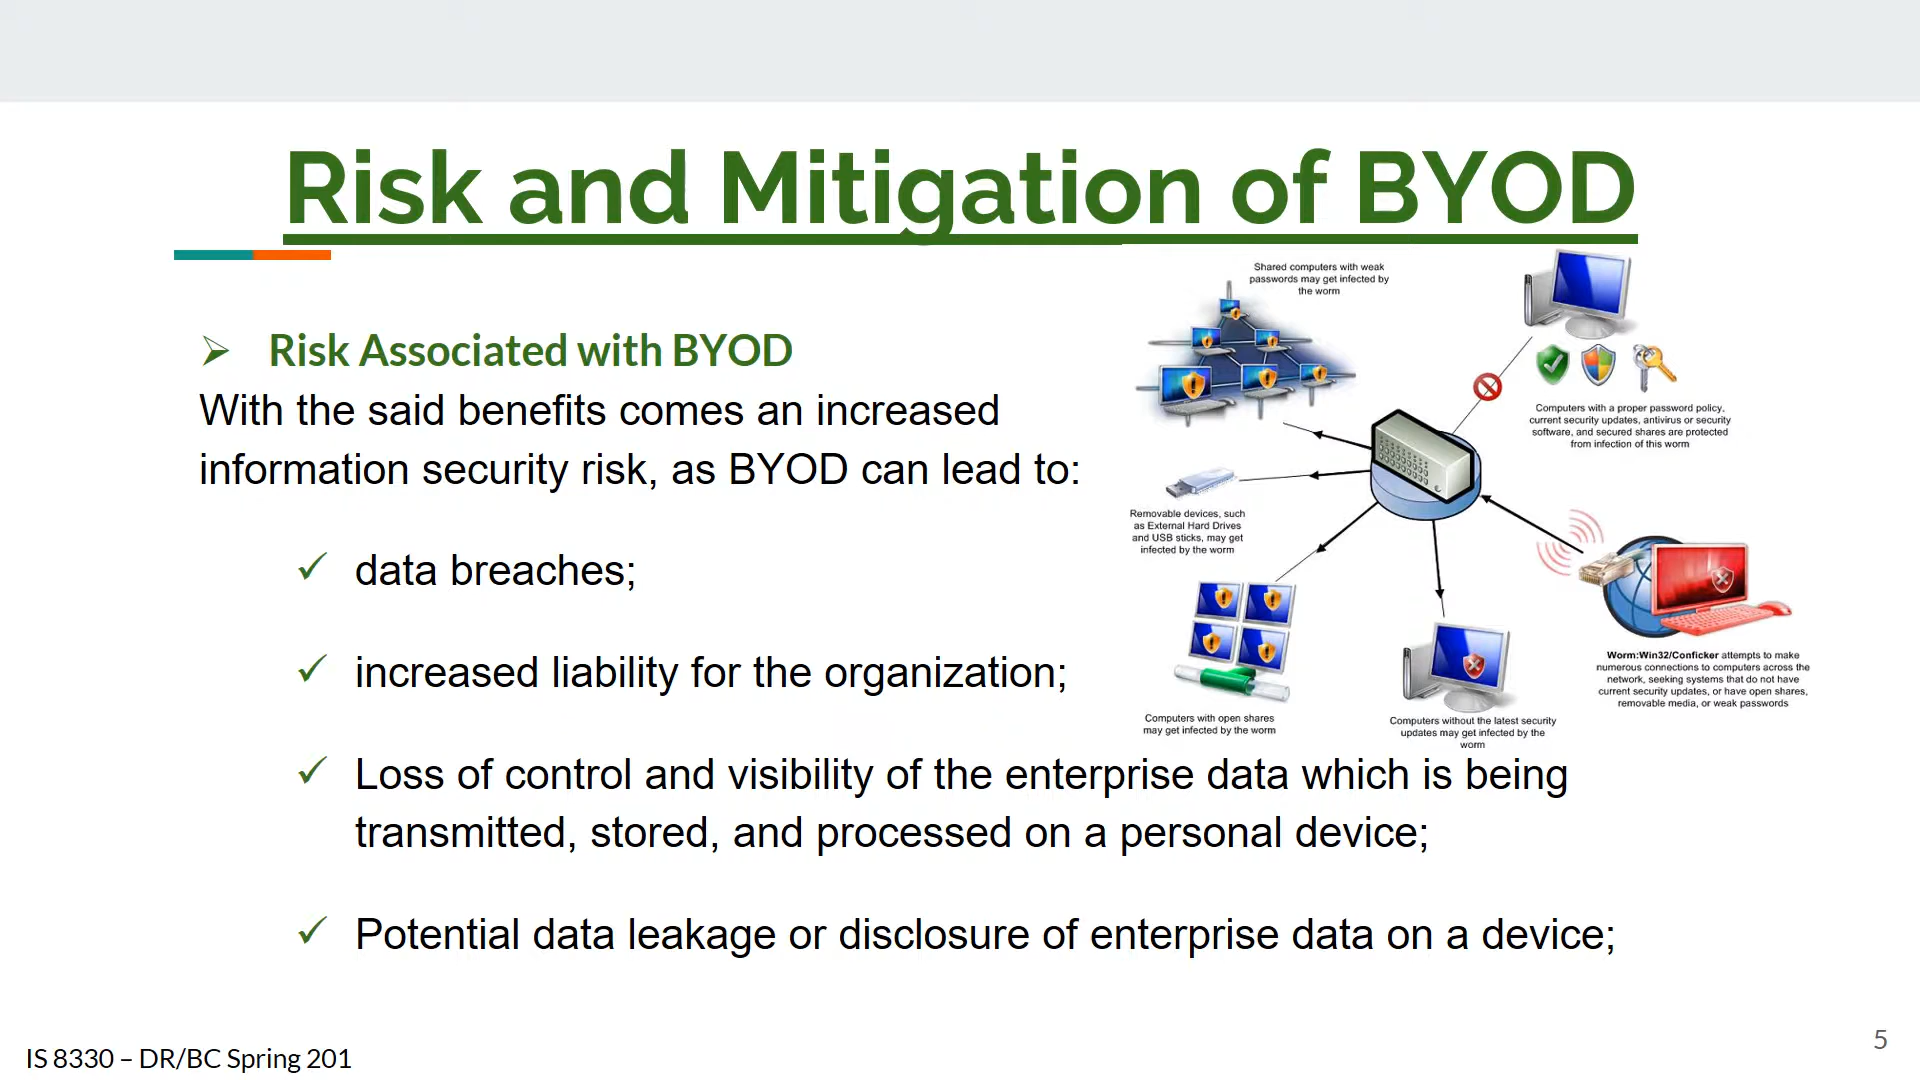 Risk and Mitigation of BYOD
Risk Associated with BYOD
With the said benefits comes an increased
information security risk, as BYOD can lead to:
data breaches;
increased liability for the organization;
Loss of control and visibility of the enterprise data which is being
transmitted, stored, and processed on a personal device;
Potential data leakage or disclosure of enterprise data on a device;
Shared computers with weak
passwords may get infected by
the worm
Computers with a proper password policy,
current security updates, antivirus or security
software, and secured shares are protected
from infection of this worm
Removable devices, such
as External Hard Drives
and USB sticks, may get
infected by the worm
Worm:Win32/Conficker attempts to make
numerous connections to computers across the
network, seeking systems that do not have
current security updates, or have open shares,
removable media, or weak passwords
Computers with open shares
may get infected by the worm
Computers without the latest security
updates may get infected by the
worm
IS 8330 – DR/BC Spring 201
5